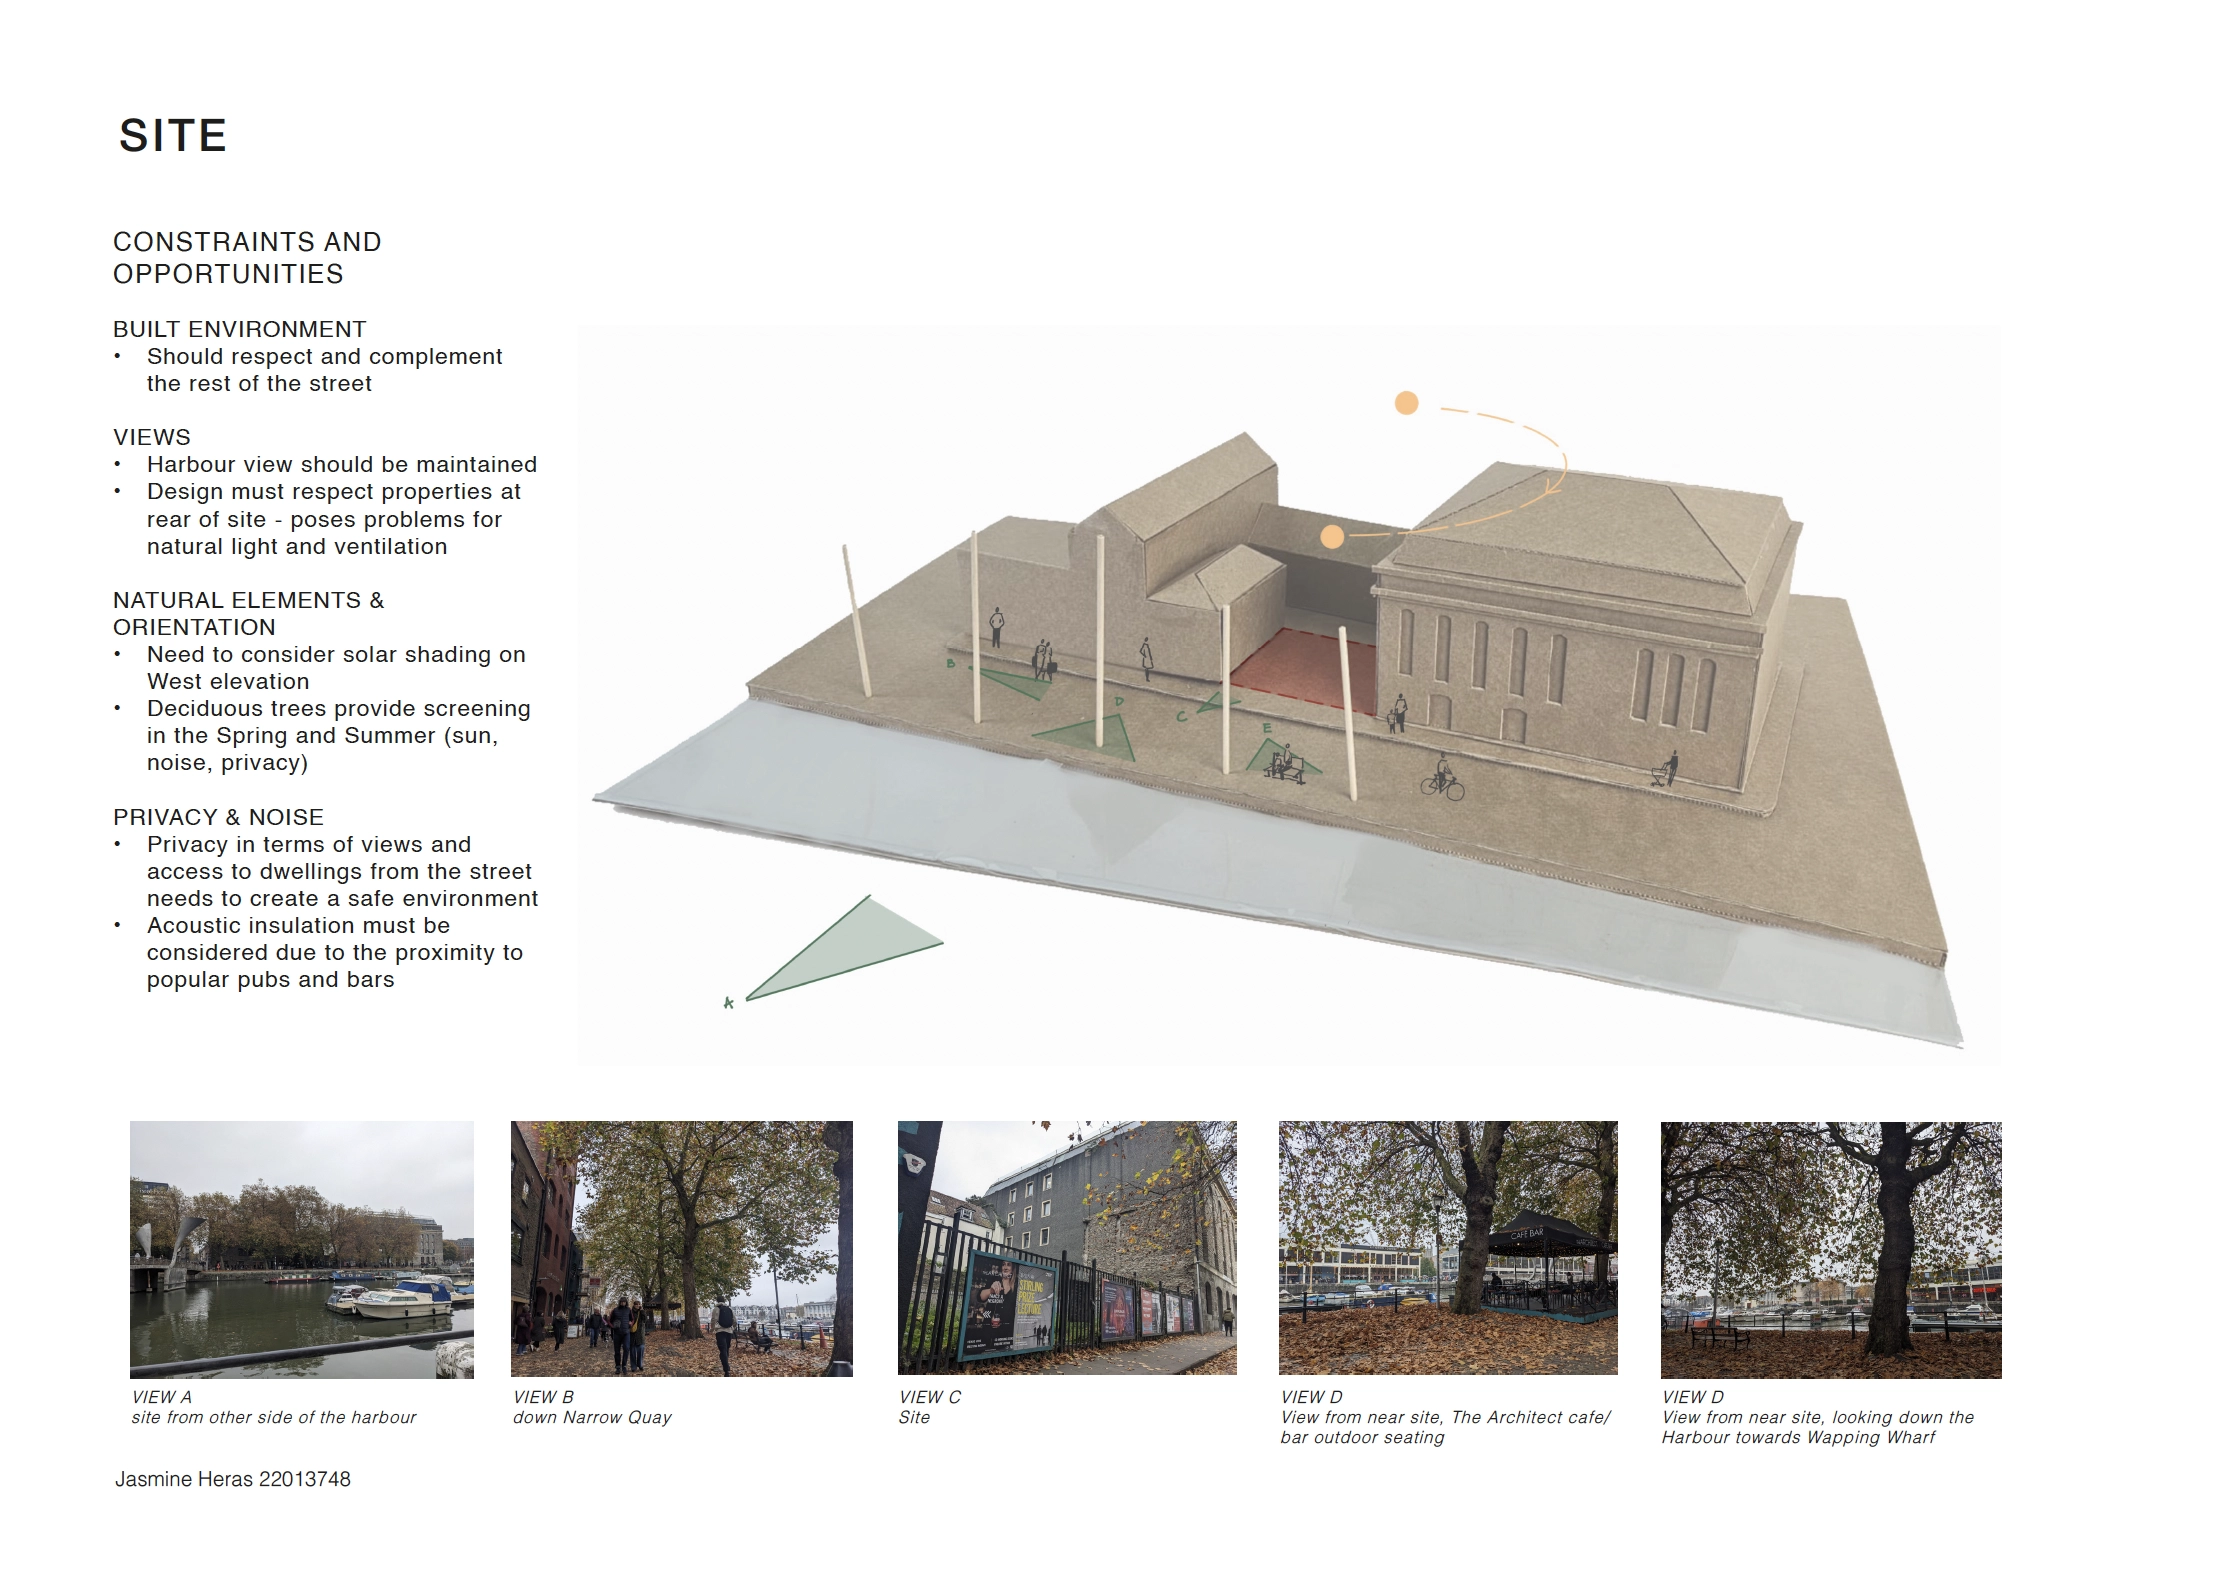 SITE
CONSTRAINTS AND
OPPORTUNITIES
BUILT ENVIRONMENT
• Should respect and complement
the rest of the street
VIEWS
• Harbour view should be maintained
• Design must respect properties at
rear of site - poses problems for
natural light and ventilation
NATURAL ELEMENTS &
ORIENTATION
• Need to consider solar shading on
West elevation
• Deciduous trees provide screening
in the Spring and Summer (sun,
noise, privacy)
PRIVACY & NOISE
• Privacy in terms of views and
access to dwellings from the street
needs to create a safe environment
• Acoustic insulation must be
considered due to the proximity to
popular pubs and bars
B
D
C
E
A
STIRLING
PRIZE
LECTURE
CAFÉ BAR
VIEW A
site from other side of the harbour
VIEW B
down Narrow Quay
VIEW C
Site
VIEW D
View from near site, The Architect cafe/
bar outdoor seating
VIEW D
View from near site, looking down the
Harbour towards Wapping Wharf
Jasmine Heras 22013748